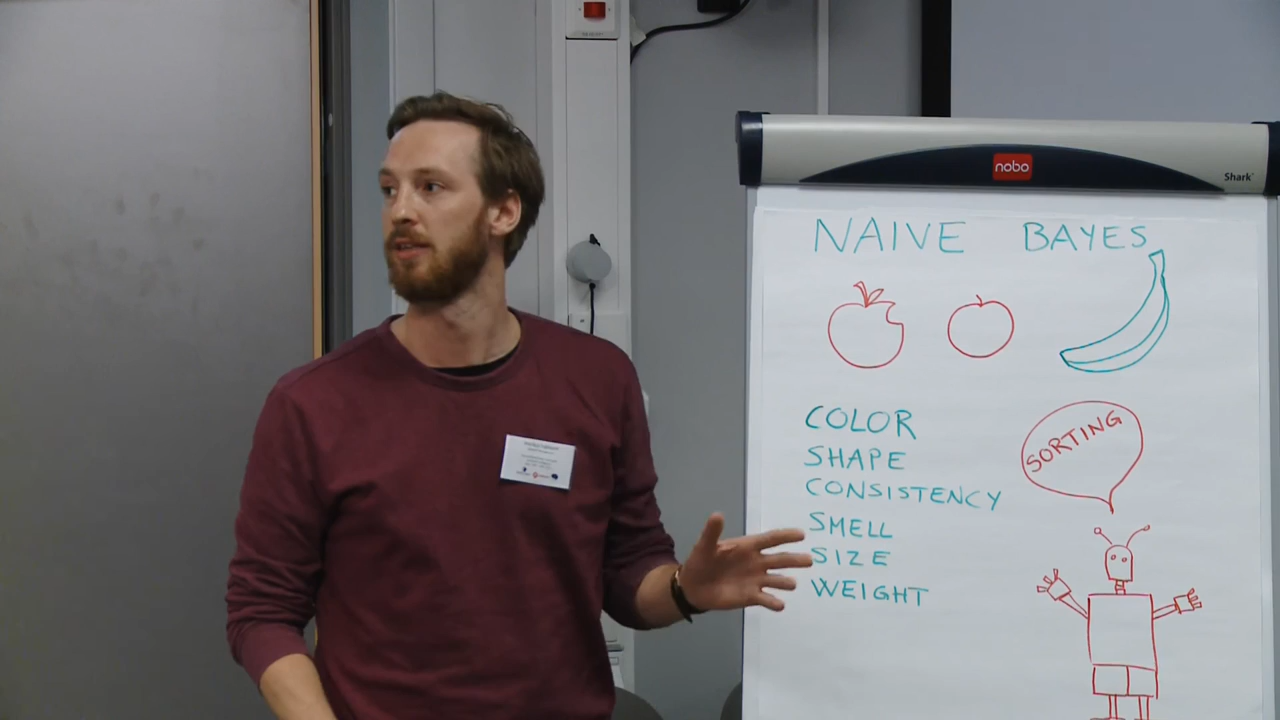 nobo
Shark
NAIVE BAYES
COLOR
SHAPE
CONSISTENCY
SMELL
SIZE
WEIGHT
SORTING